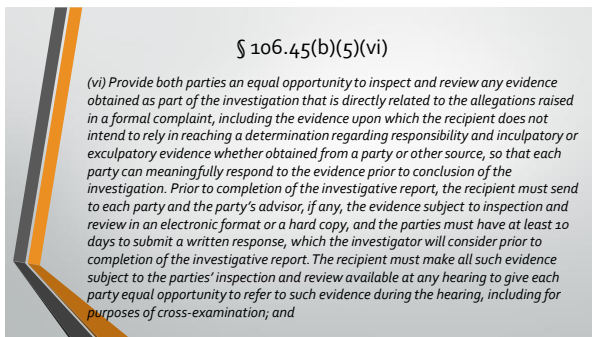 § 106.45(b)(5)(vi)
(vi) Provide both parties an equal opportunity to inspect and review any evidence
obtained as part of the investigation that is directly related to the allegations raised
in a formal complaint, including the evidence upon which the recipient does not
intend to rely in reaching a determination regarding responsibility and inculpatory or
exculpatory evidence whether obtained from a party or other source, so that each
party can meaningfully respond to the evidence prior to conclusion of the
investigation. Prior to completion of the investigative report, the recipient must send
to each party and the party's advisor, if any, the evidence subject to inspection and
review in an electronic format or a hard copy, and the parties must have at least 10
days to submit a written response, which the investigator will consider prior to
completion of the investigative report. The recipient must make all such evidence
subject to the parties' inspection and review available at any hearing to give each
party equal opportunity to refer to such evidence during the hearing, including for
purposes of cross-examination; and